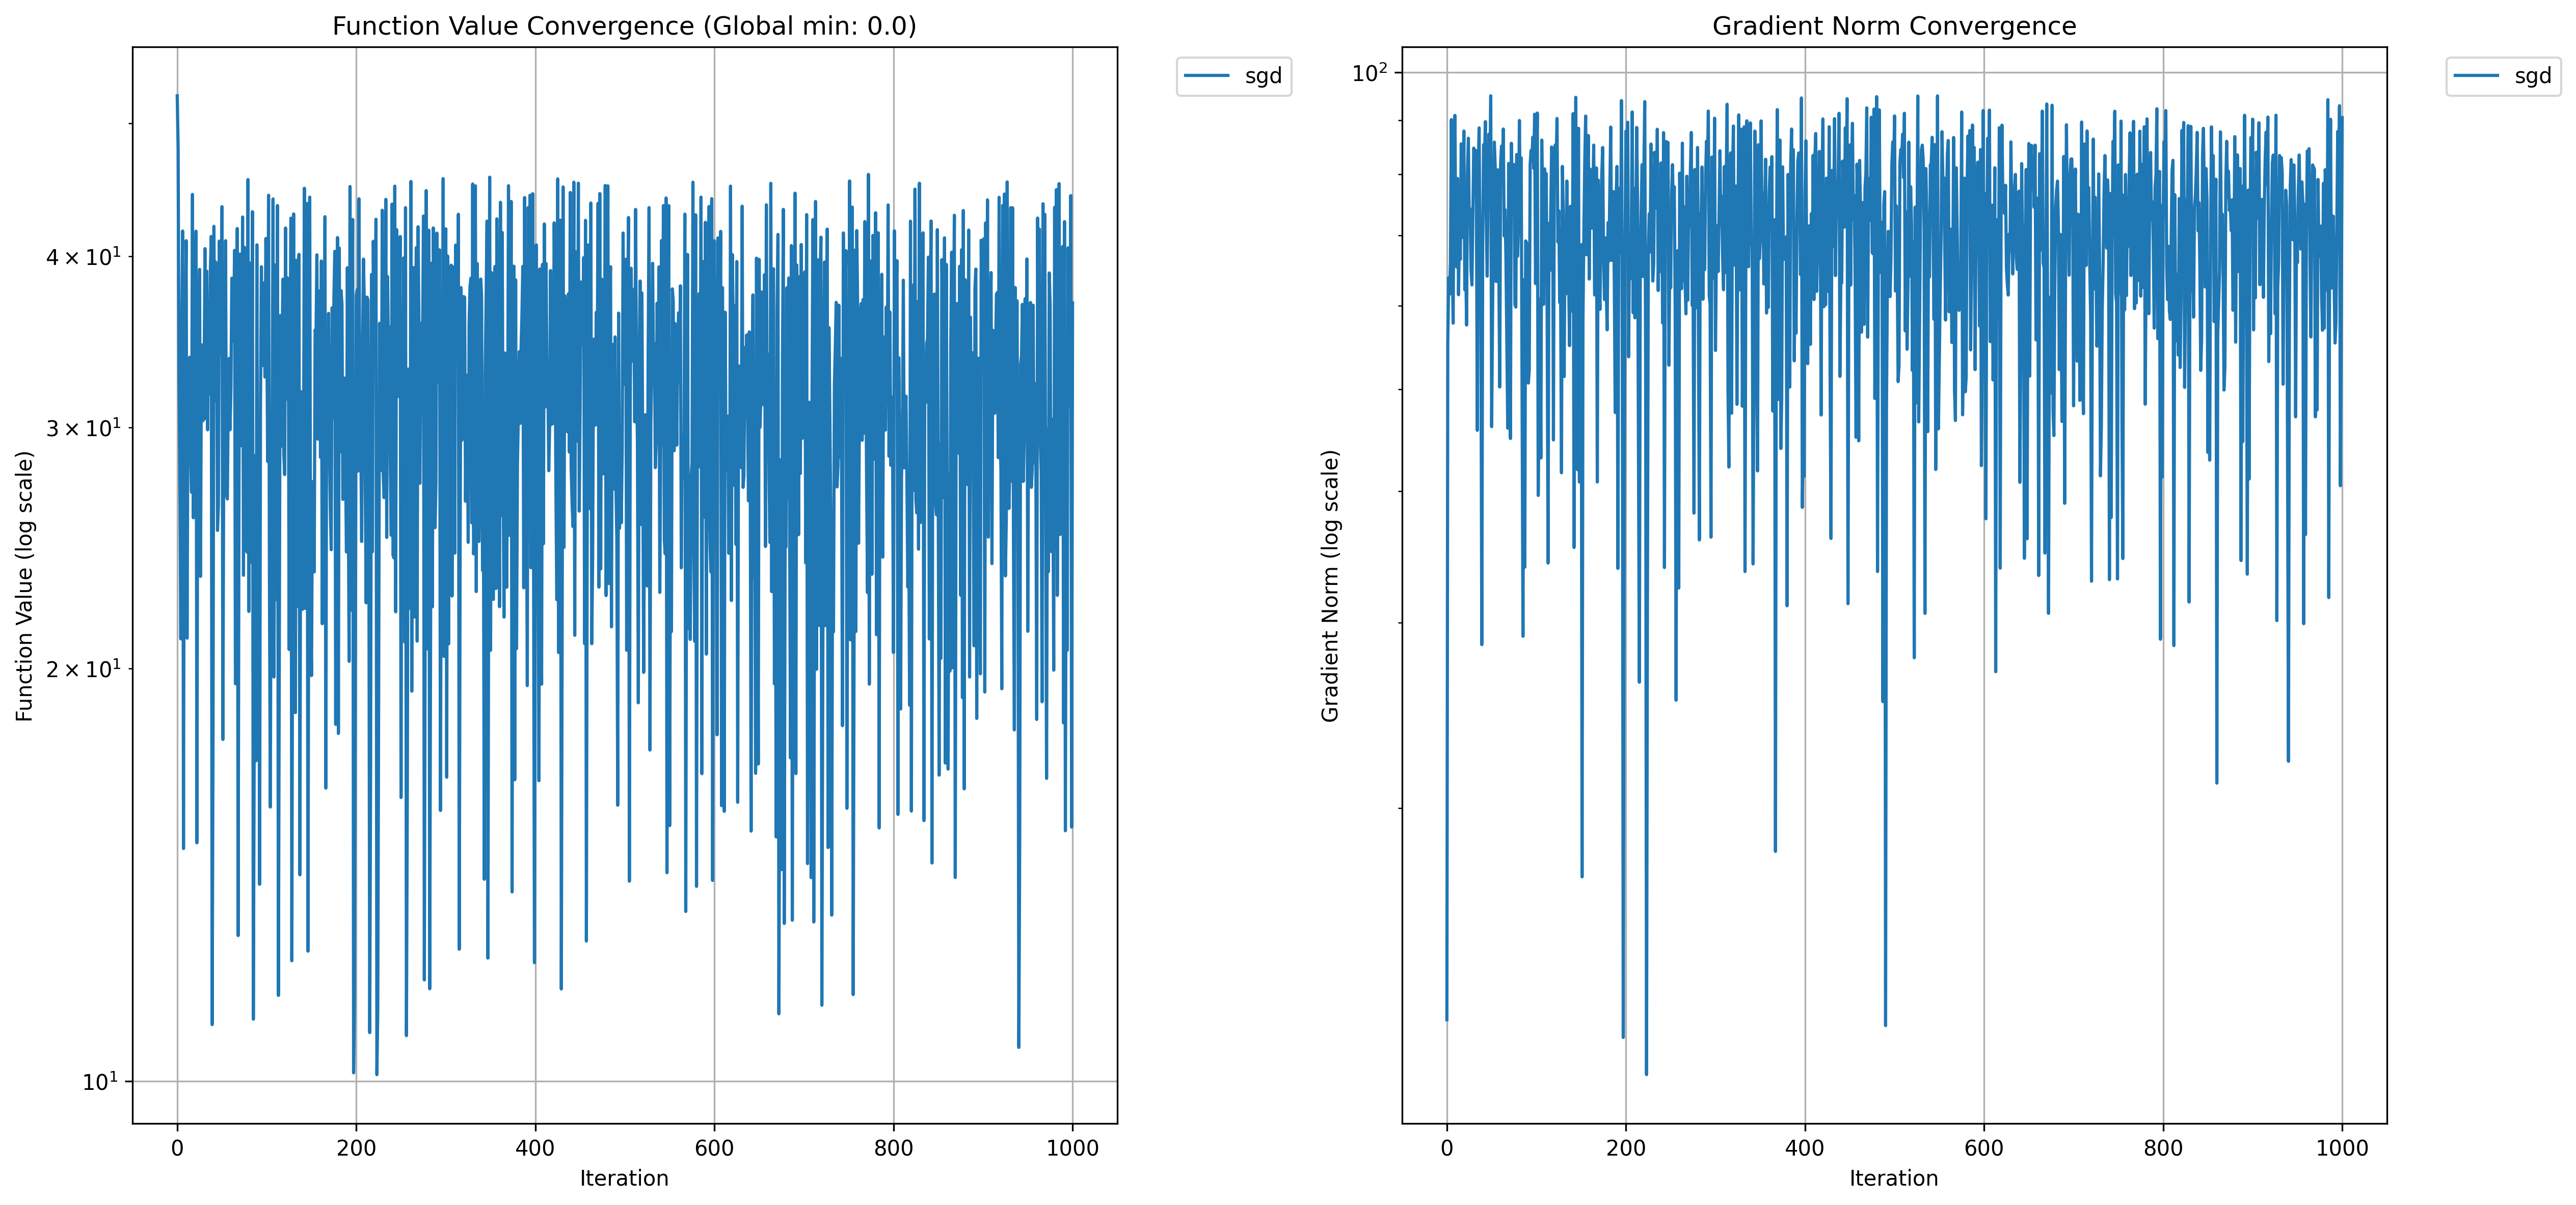 Function Value Convergence (Global min: 0.0)
sgd
4 × 10¹
3 × 10¹
2 × 10¹
10¹
Function Value (log scale)
0 200 400 600 800 1000
Iteration
Gradient Norm Convergence
sgd
10²
Gradient Norm (log scale)
0 200 400 600 800 1000
Iteration